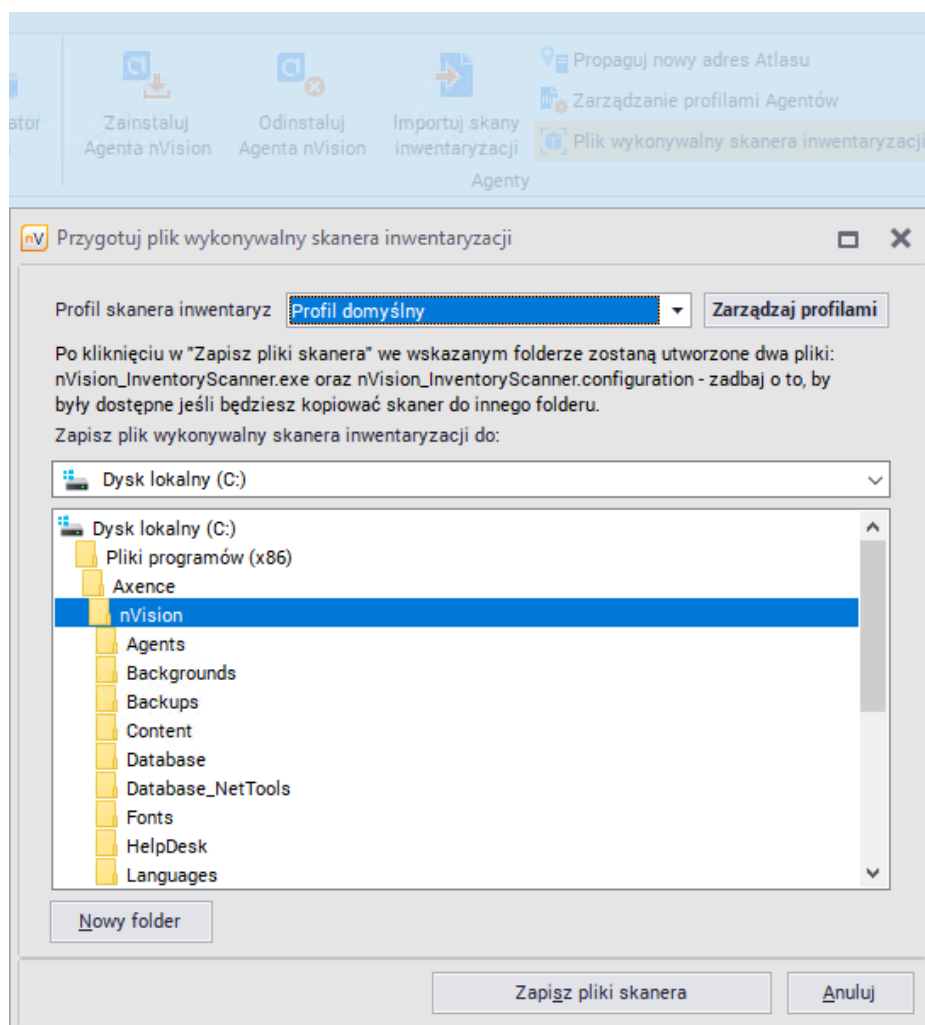 Propaguj nowy adres Atlasu
Zarządzanie profilami Agentów
Plik wykonywalny skanera inwentaryzacji
ator
Zainstaluj
Agenta nVision
Odinstaluj
Agenta nVision
Importuj skany
inwentaryzacji
Agenty
nV Przygotuj plik wykonywalny skanera inwentaryzacji
Profil skanera inwentaryz Profil domyślny Zarządzaj profilami
Po kliknięciu w "Zapisz pliki skanera" we wskazanym folderze zostaną utworzone dwa pliki:
nVision_InventoryScanner.exe oraz nVision_InventoryScanner.configuration - zadbaj o to, by
były dostępne jeśli będziesz kopiować skaner do innego folderu.
Zapisz plik wykonywalny skanera inwentaryzacji do:
Dysk lokalny (C:)
Dysk lokalny (C:)
Pliki programów (x86)
Axence
nVision
Agents
Backgrounds
Backups
Content
Database
Database_NetTools
Fonts
HelpDesk
Languages
Nowy folder
Zapisz pliki skanera Anuluj